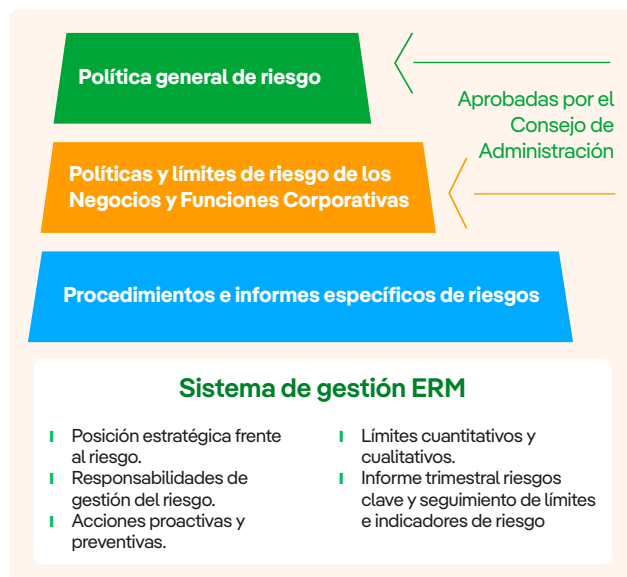 Política general de riesgo
Aprobadas por el
Consejo de
Administración
Políticas y límites de riesgo de los
Negocios y Funciones Corporativas
Procedimientos e informes específicos de riesgos
Sistema de gestión ERM
Posición estratégica frente
al riesgo.
Responsabilidades de
gestión del riesgo.
Acciones proactivas y
preventivas.
Límites cuantitativos y
cualitativos.
Informe trimestral riesgos
clave y seguimiento de límites
e indicadores de riesgo